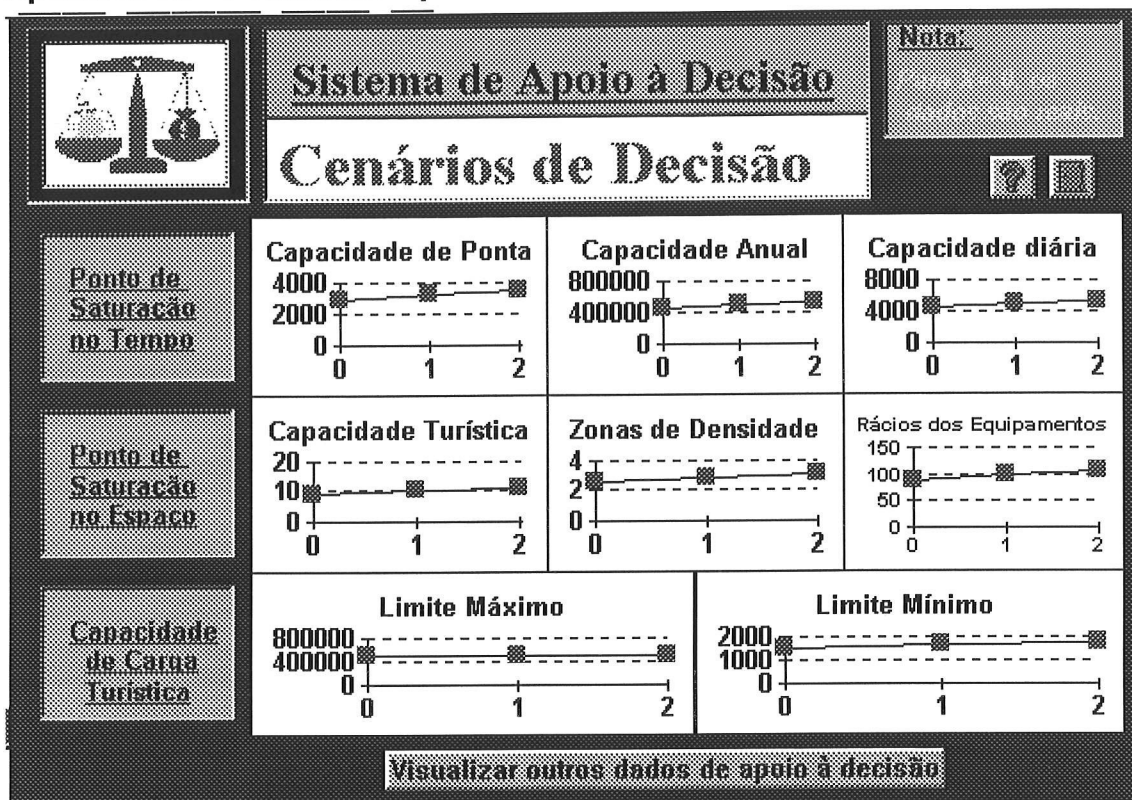 Sistema de Apoio à Decisão
Cenários de Decisão
Nota:
?
Ponto de
Saturação
no Tempo
Capacidade de Ponta
4000
2000
0
0 1 2
Capacidade Anual
800000
400000
0
0 1 2
Capacidade diária
8000
4000
0
0 1 2
Ponto de
Saturação
no Espaço
Capacidade Turística
20
10
0
0 1 2
Zonas de Densidade
4
2
0
0 1 2
Rácios dos Equipamentos
150
100
50
0
0 1 2
Capacidade
de Carga
Turistica
Limite Máximo
800000
400000
0
0 1 2
Limite Mínimo
2000
1000
0
0 1 2
Visualizar outros dados de apoio à decisão